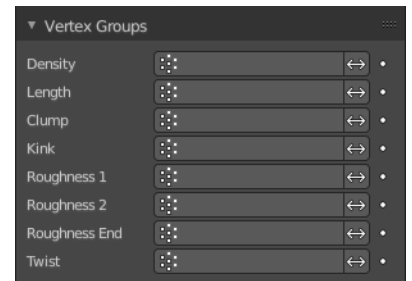 Vertex Groups
Density
Length
Clump
Kink
Roughness 1
Roughness 2
Roughness End
Twist